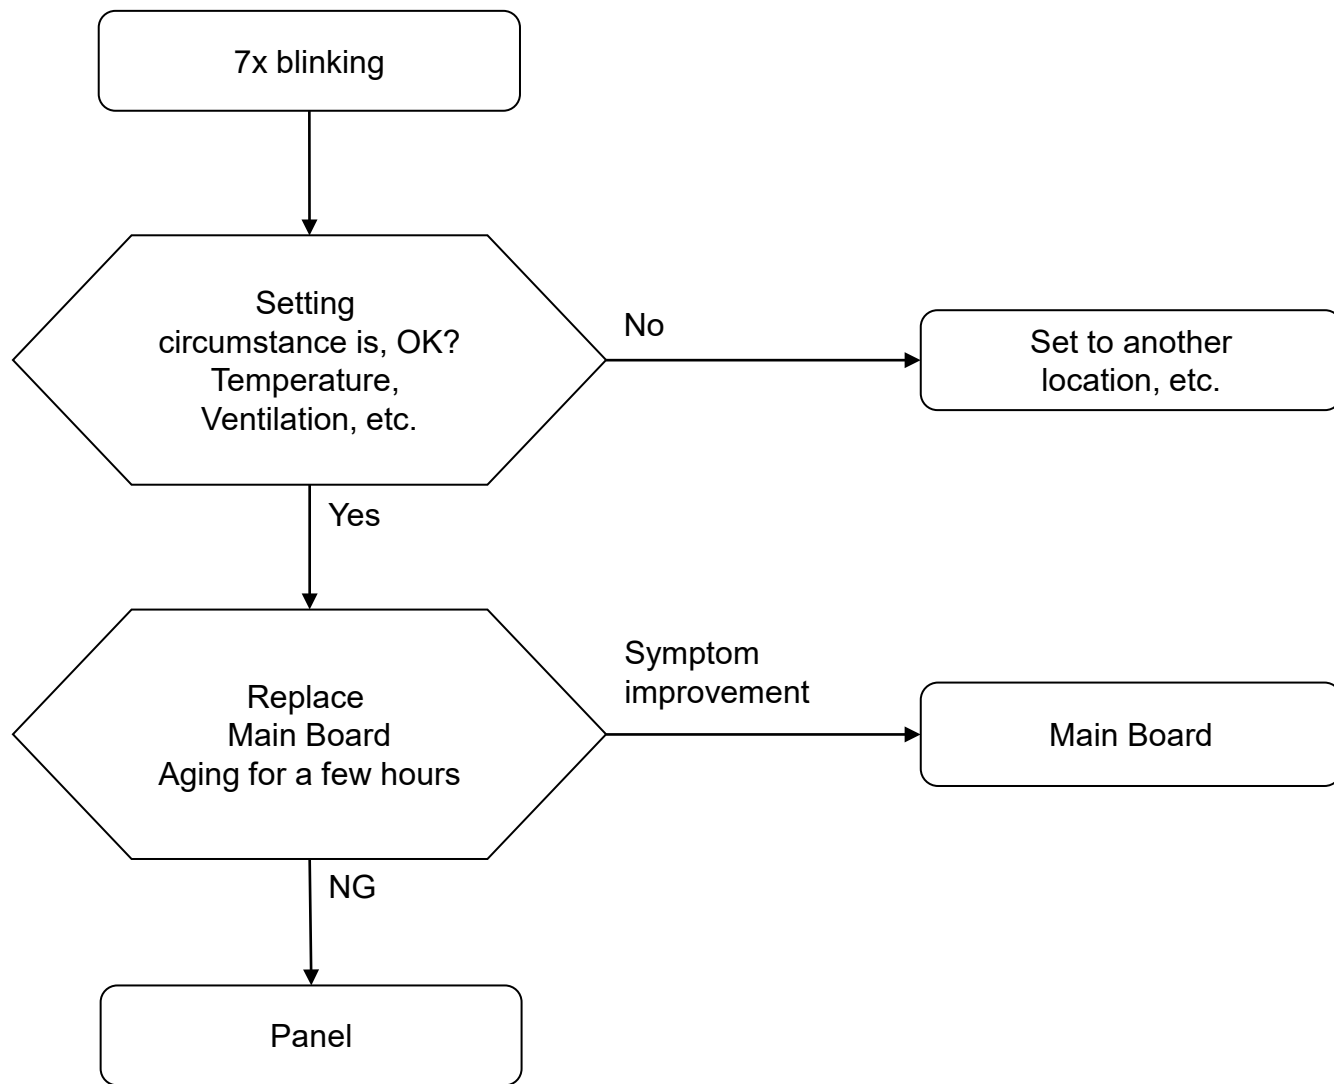 7x blinking
Setting
circumstance is, OK?
Temperature,
Ventilation, etc.
No
Set to another
location, etc.
Yes
Replace
Main Board
Aging for a few hours
Symptom
improvement
Main Board
NG
Panel